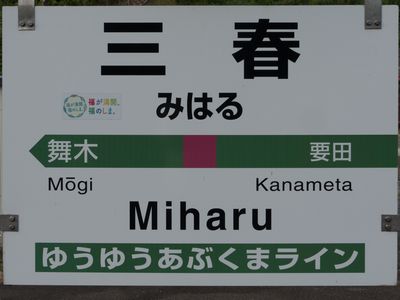 三春
みはる
福が満開、
福のしま。
舞木 要田
Mōgi Kanameta
Miharu
ゆうゆうあぶくまライン